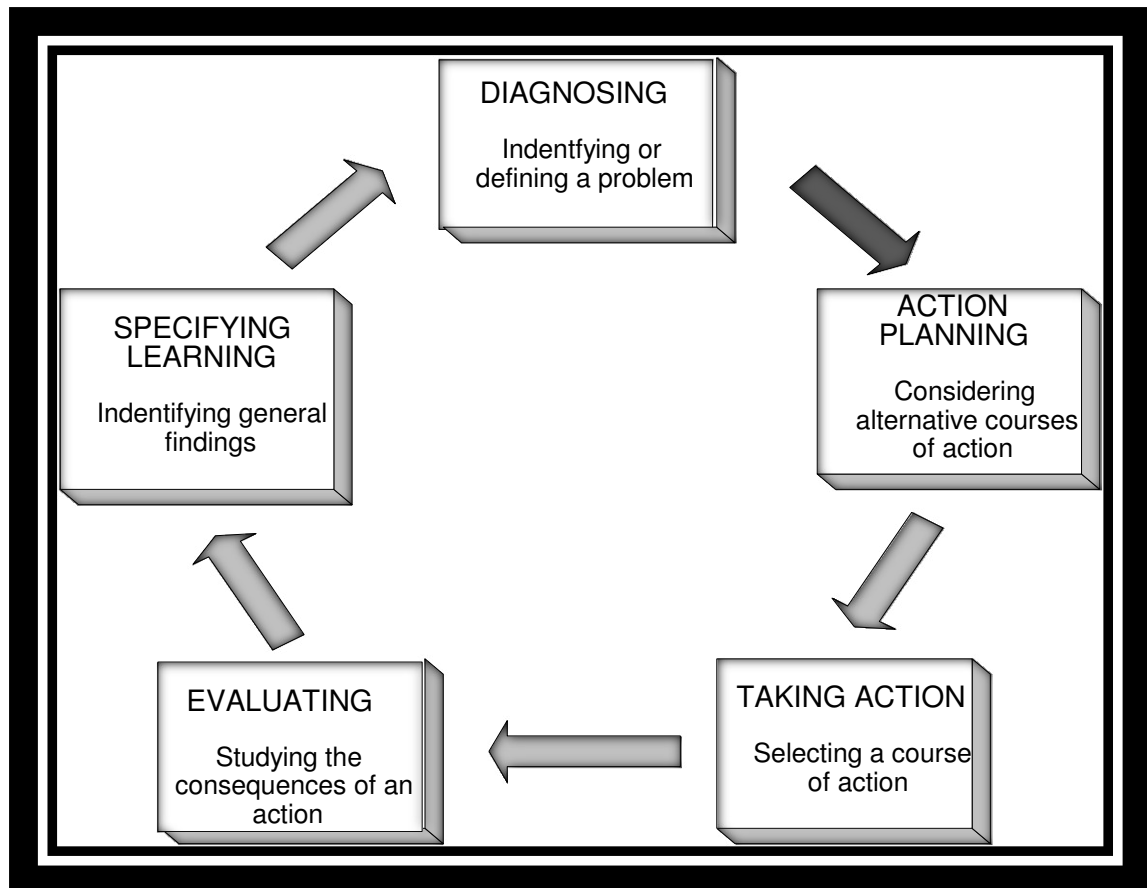 DIAGNOSING
Indentfying or
defining a problem
ACTION
PLANNING
Considering
alternative courses
of action
TAKING ACTION
Selecting a course
of action
EVALUATING
Studying the
consequences of an
action
SPECIFYING
LEARNING
Indentifying general
findings